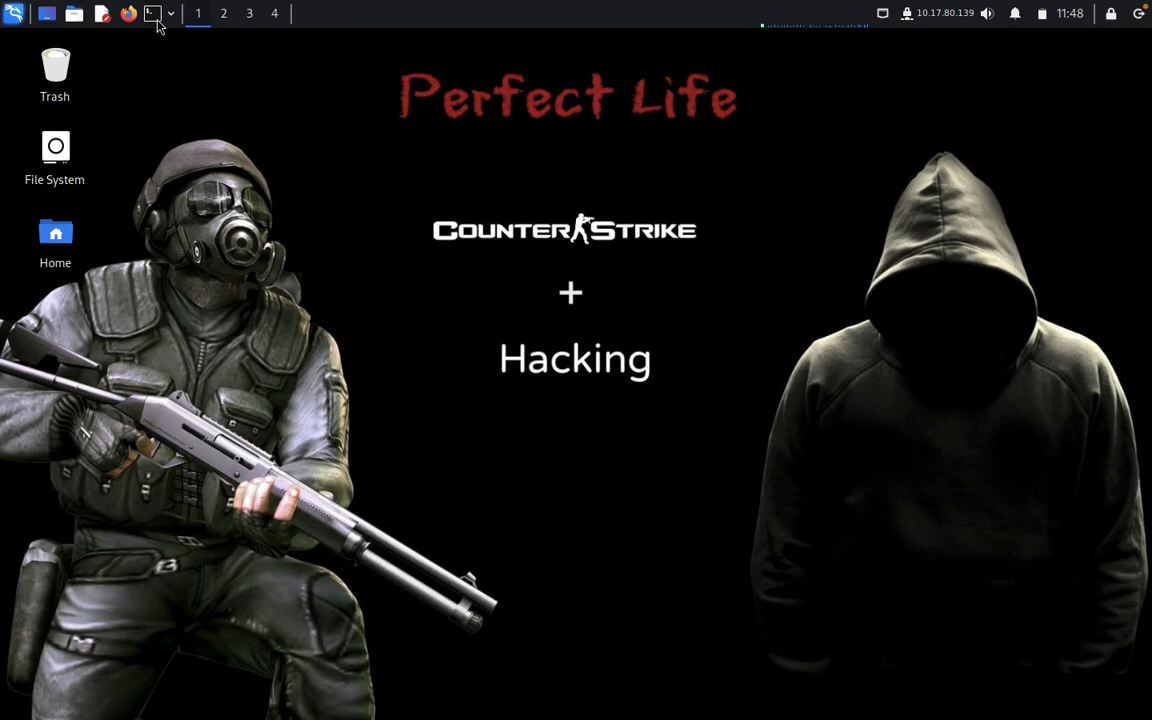 1 2 3 4 10.17.80.139 11:48
Trash
File System
Home
Perfect Life
COUNTER STRIKE
+
Hacking